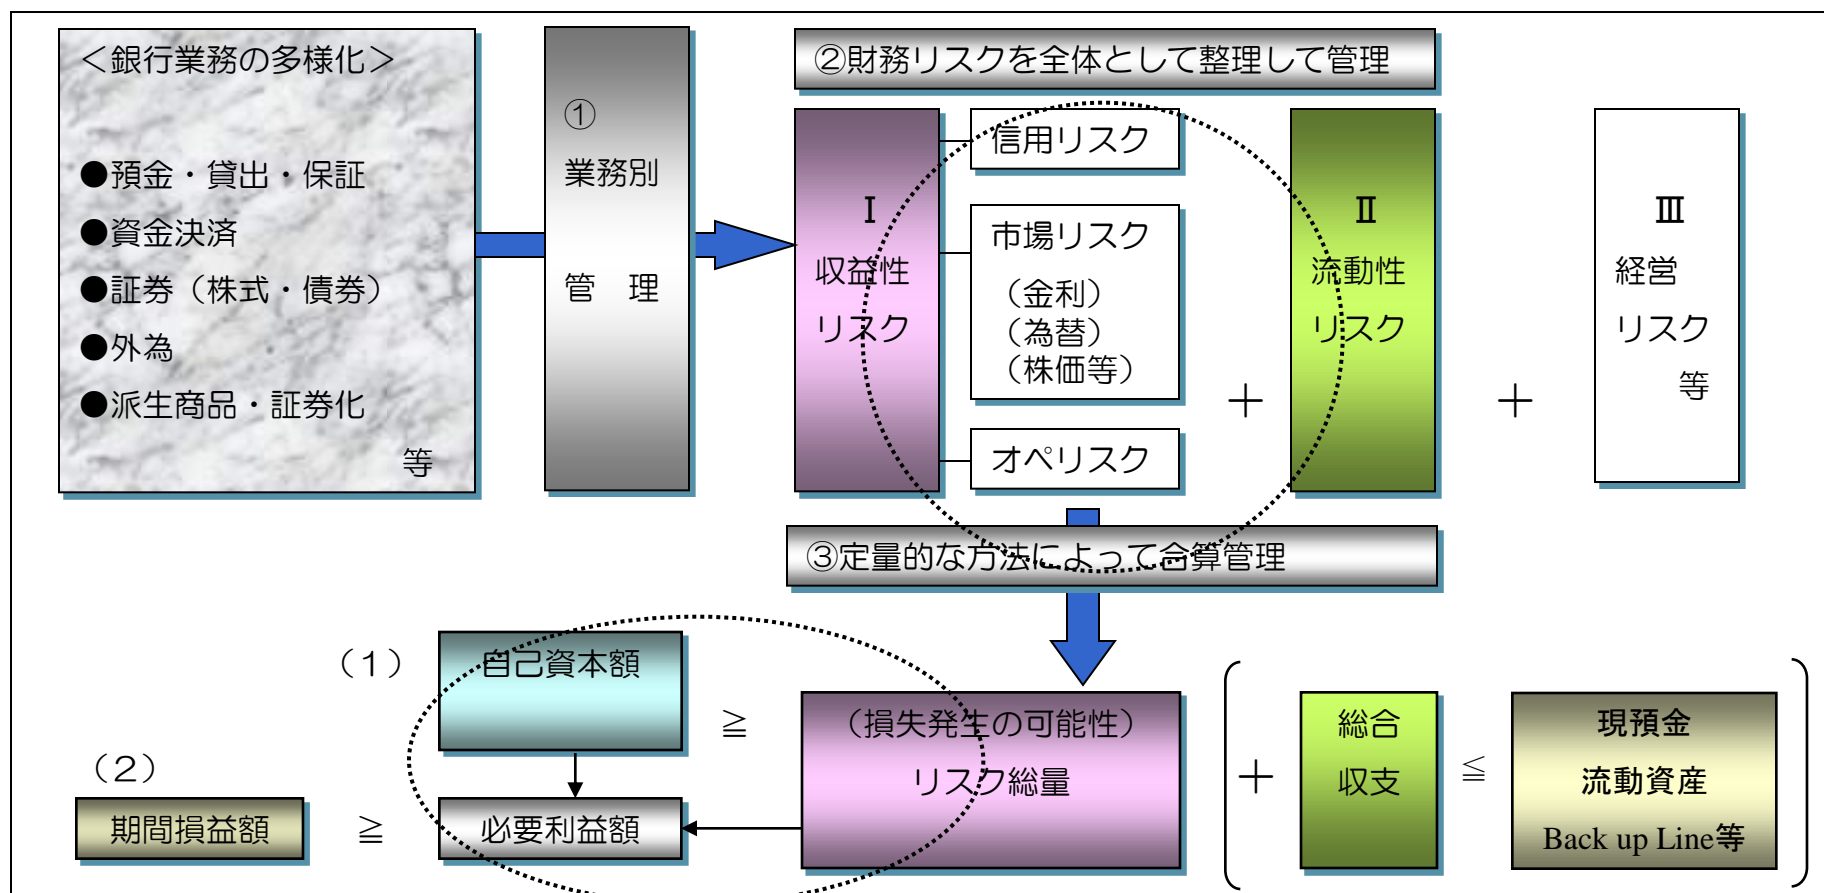 ＜銀行業務の多様化＞
●預金・貸出・保証
●資金決済
●証券（株式・債券）
●外為
●派生商品・証券化
等
①
業務別
管　理
②財務リスクを全体として整理して管理
Ⅰ
収益性
リスク
信用リスク
市場リスク
（金利）
（為替）
（株価等）
オペリスク
＋
Ⅱ
流動性
リスク
＋
Ⅲ
経営
リスク
等
③定量的な方法によって合算管理
（１）
自己資本額
≧
（損失発生の可能性）
リスク総量
＋
総合
収支
≦
現預金
流動資産
Back up Line等
（２）
期間損益額
≧
必要利益額